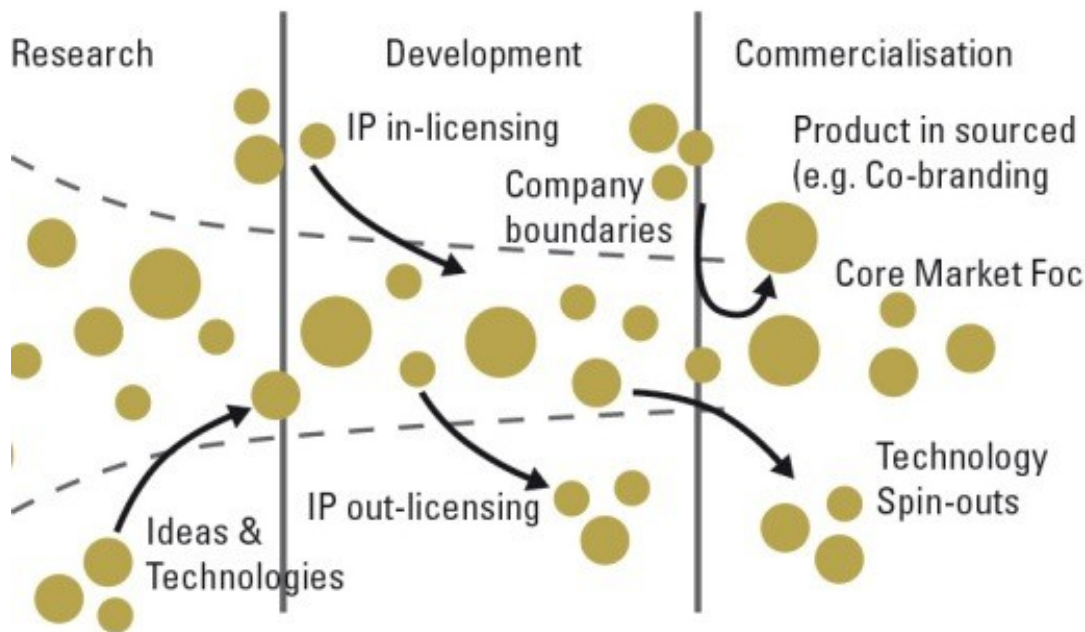 Research
Development
Commercialisation
IP in-licensing
Product in sourced
(e.g. Co-branding
Company
boundaries
Core Market Foc
IP out-licensing
Technology
Spin-outs
Ideas &
Technologies